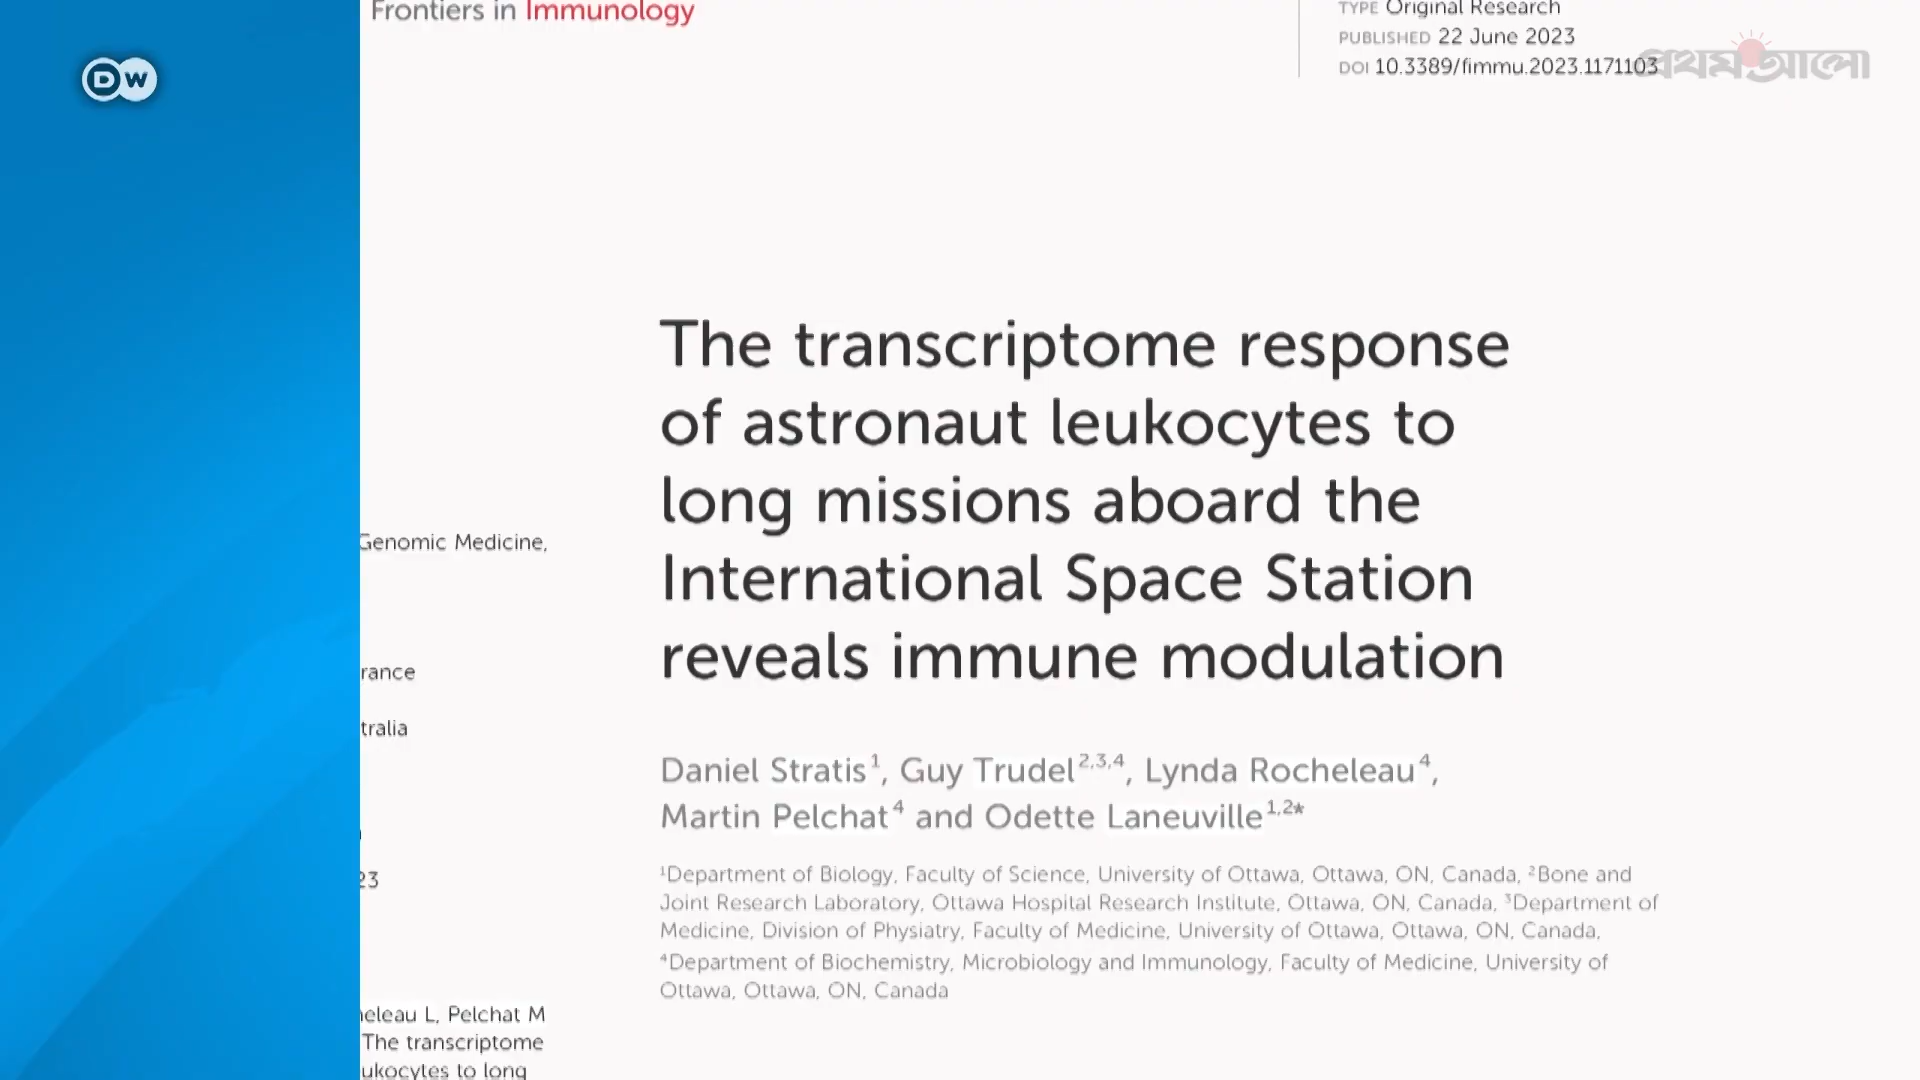 Frontiers in Immunology
TYPE Original Research
PUBLISHED 22 June 2023
DOI 10.3389/fimmu.2023.1171103
DW
প্রথম আলো
The transcriptome response
of astronaut leukocytes to
long missions aboard the
International Space Station
reveals immune modulation
Genomic Medicine,
rance
tralia
23
Daniel Stratis¹, Guy Trudel²,³,⁴, Lynda Rocheleau⁴,
Martin Pelchat⁴ and Odette Laneuville¹,²*
¹Department of Biology, Faculty of Science, University of Ottawa, Ottawa, ON, Canada, ²Bone and
Joint Research Laboratory, Ottawa Hospital Research Institute, Ottawa, ON, Canada, ³Department of
Medicine, Division of Physiatry, Faculty of Medicine, University of Ottawa, Ottawa, ON, Canada,
⁴Department of Biochemistry, Microbiology and Immunology, Faculty of Medicine, University of
Ottawa, Ottawa, ON, Canada
eleau L, Pelchat M
The transcriptome
ukocytes to long